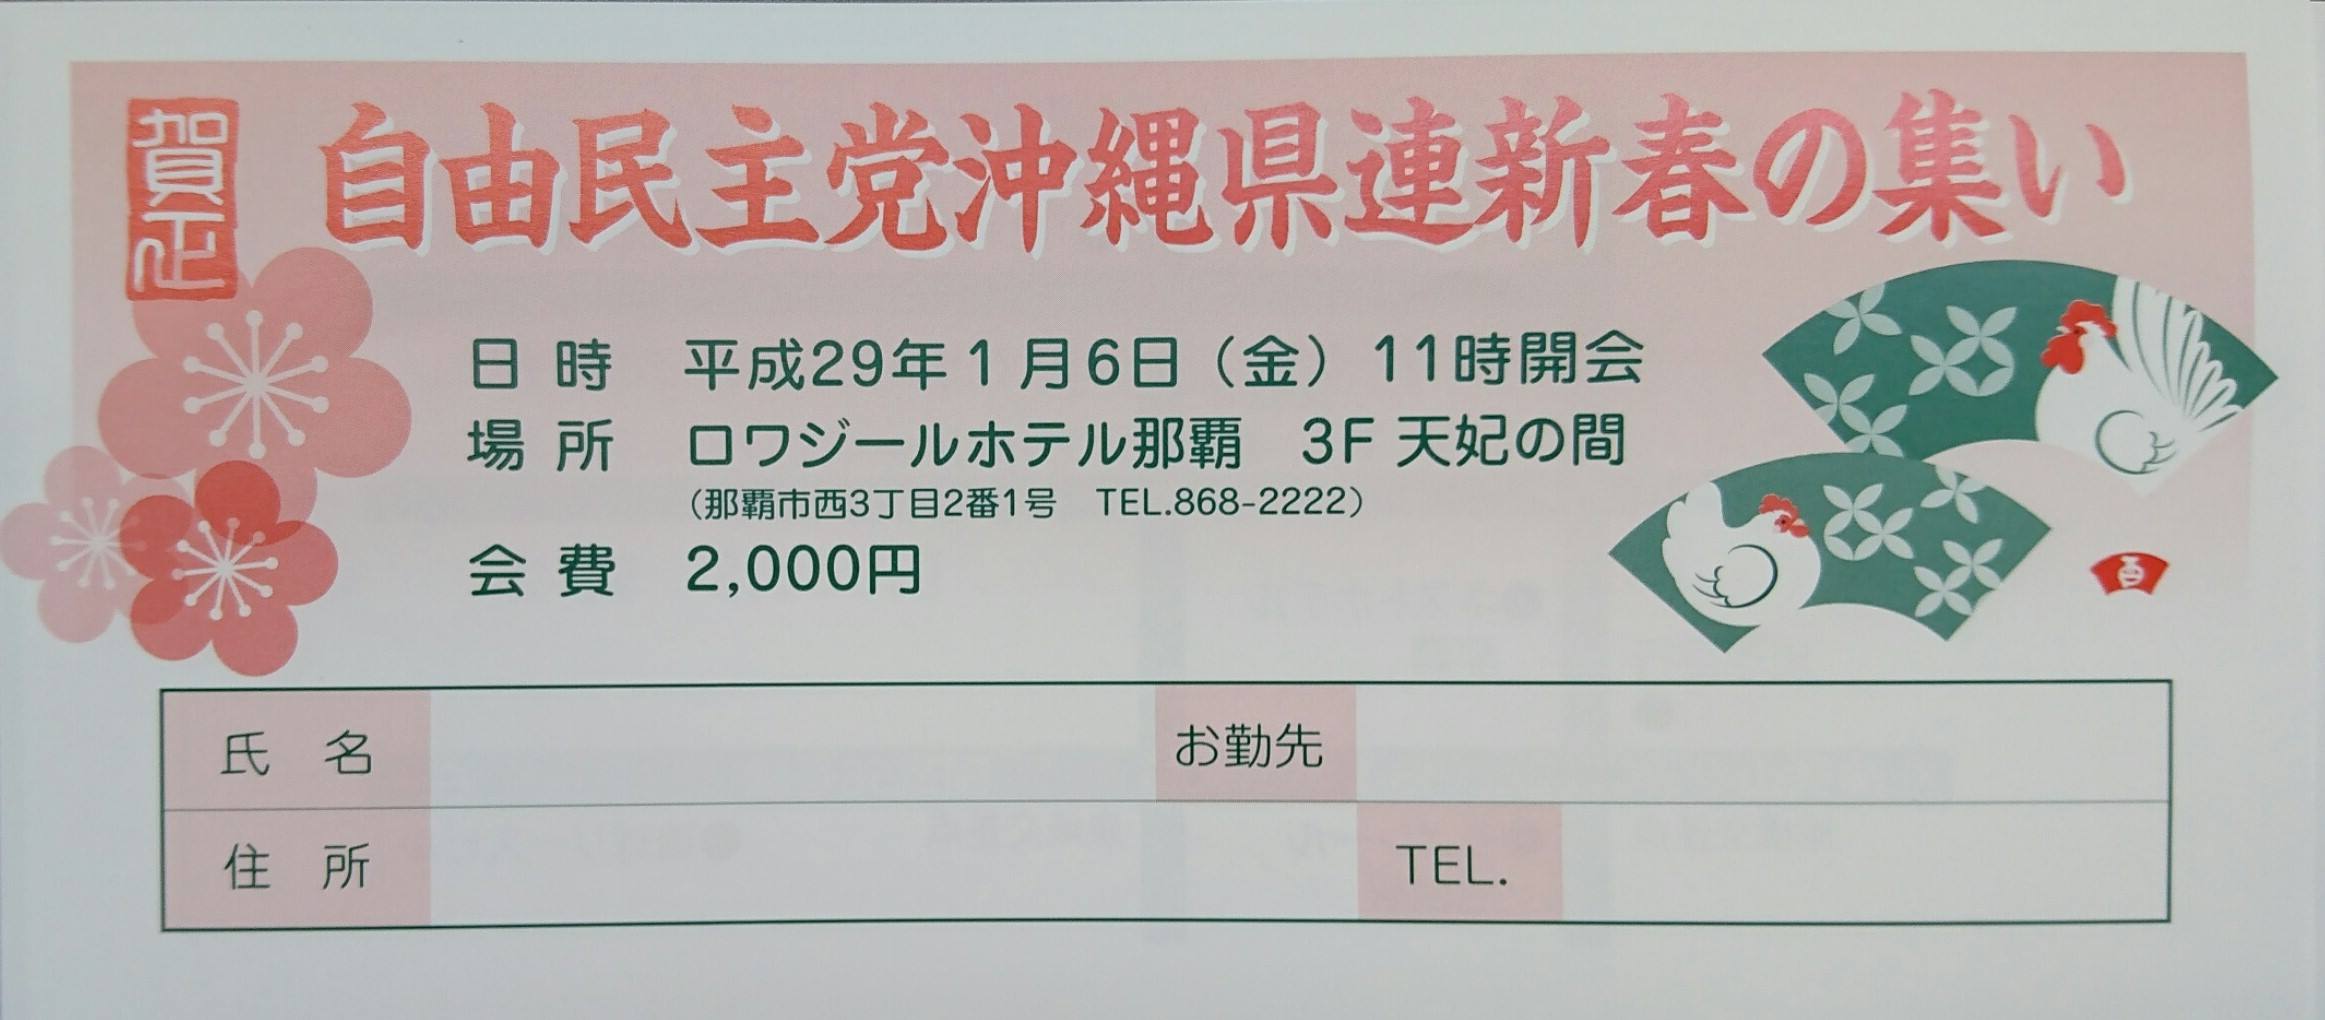 賀正
自由民主党沖縄県連新春の集い
日時 平成29年1月6日（金）11時開会
場所 ロワジールホテル那覇 3F 天妃の間
（那覇市西3丁目2番1号 TEL.868-2222）
会費 2,000円
氏名 お勤先
住所 TEL.